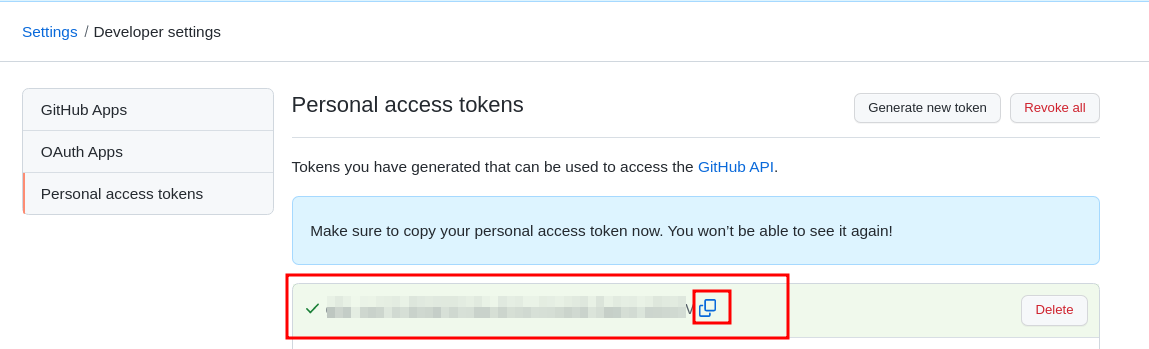 Settings / Developer settings
GitHub Apps
OAuth Apps
Personal access tokens
Personal access tokens
Generate new token
Revoke all
Tokens you have generated that can be used to access the GitHub API.
Make sure to copy your personal access token now. You won’t be able to see it again!
Delete